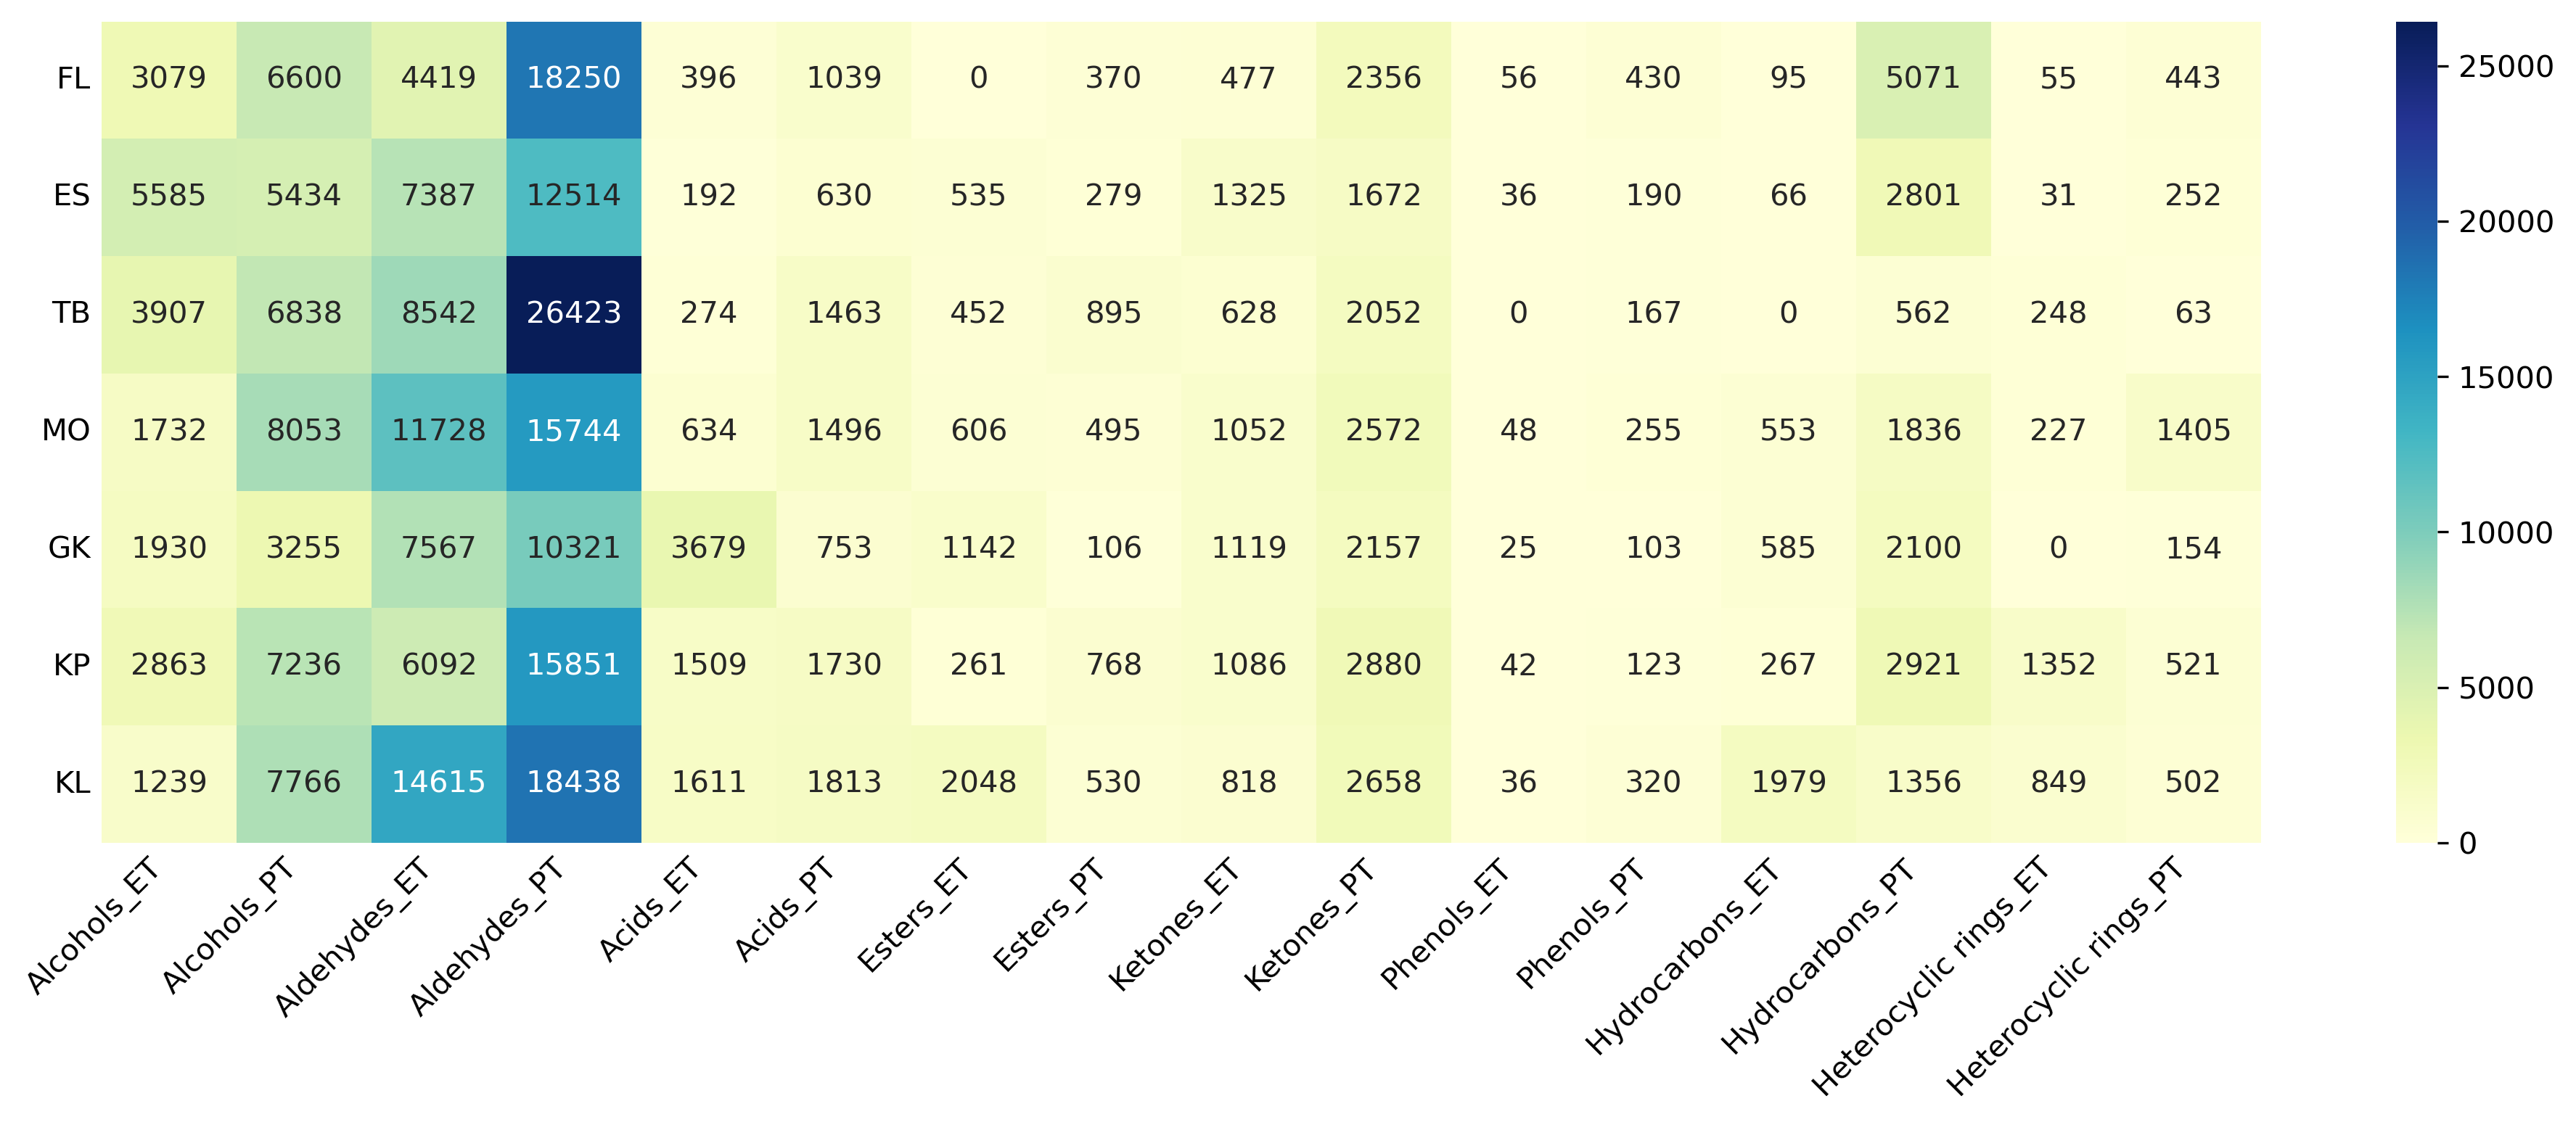 FL 3079 6600 4419 18250 396 1039 0 370 477 2356 56 430 95 5071 55 443
ES 5585 5434 7387 12514 192 630 535 279 1325 1672 36 190 66 2801 31 252
TB 3907 6838 8542 26423 274 1463 452 895 628 2052 0 167 0 562 248 63
MO 1732 8053 11728 15744 634 1496 606 495 1052 2572 48 255 553 1836 227 1405
GK 1930 3255 7567 10321 3679 753 1142 106 1119 2157 25 103 585 2100 0 154
KP 2863 7236 6092 15851 1509 1730 261 768 1086 2880 42 123 267 2921 1352 521
KL 1239 7766 14615 18438 1611 1813 2048 530 818 2658 36 320 1979 1356 849 502
Alcohols_ET
Alcohols_PT
Aldehydes_ET
Aldehydes_PT
Acids_ET
Acids_PT
Esters_ET
Esters_PT
Ketones_ET
Ketones_PT
Phenols_ET
Phenols_PT
Hydrocarbons_ET
Hydrocarbons_PT
Heterocyclic rings_ET
Heterocyclic rings_PT
25000
20000
15000
10000
5000
0